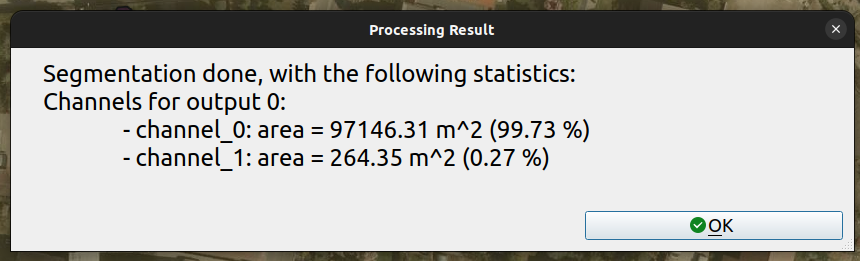 Processing Result
Segmentation done, with the following statistics:
Channels for output 0:
- channel_0: area = 97146.31 m^2 (99.73 %)
- channel_1: area = 264.35 m^2 (0.27 %)
OK